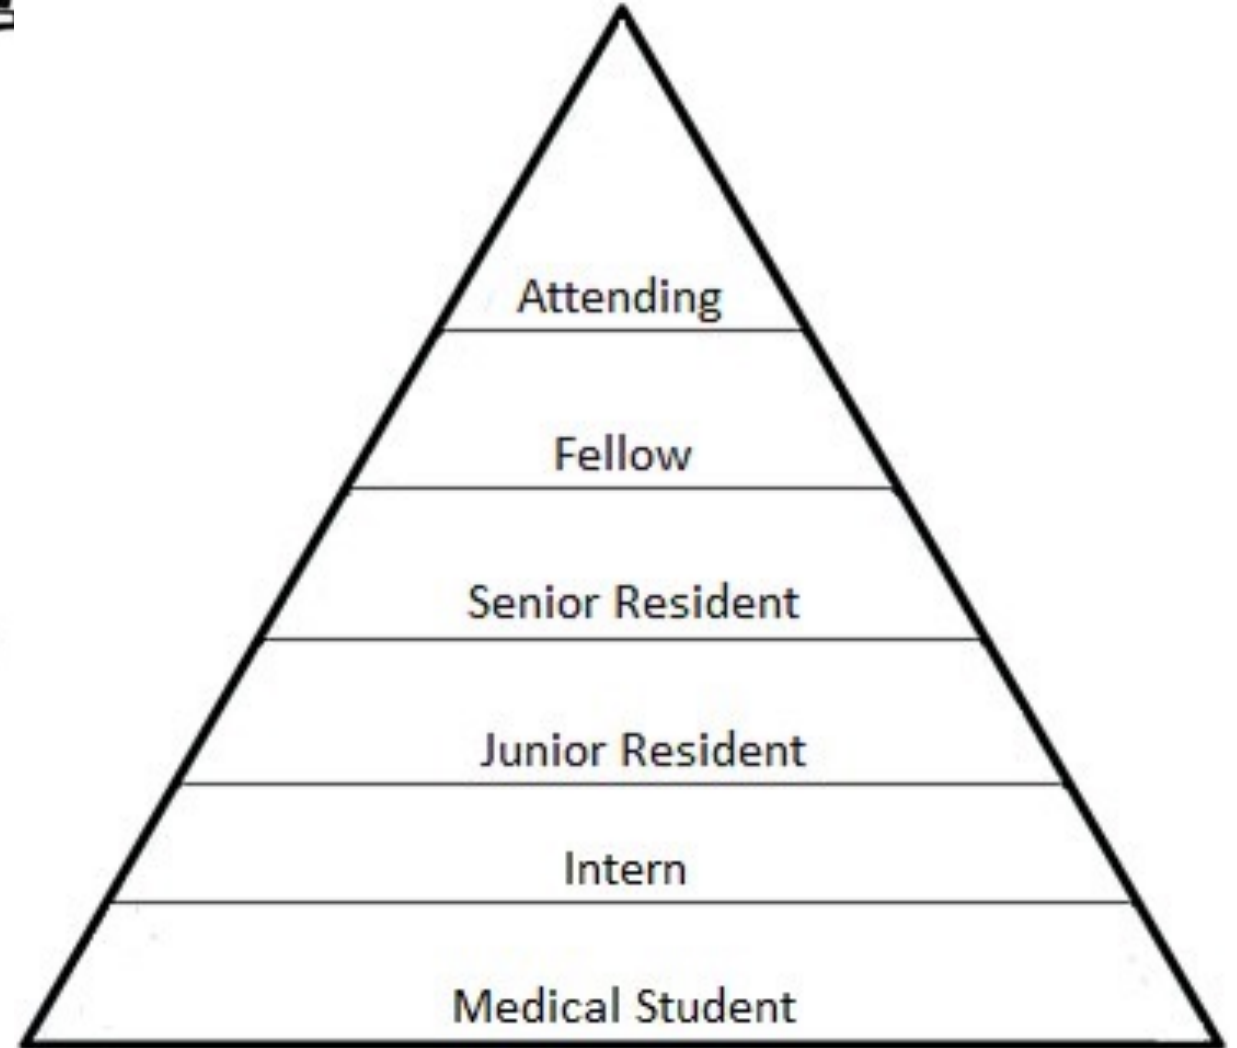 Attending
Fellow
Senior Resident
Junior Resident
Intern
Medical Student